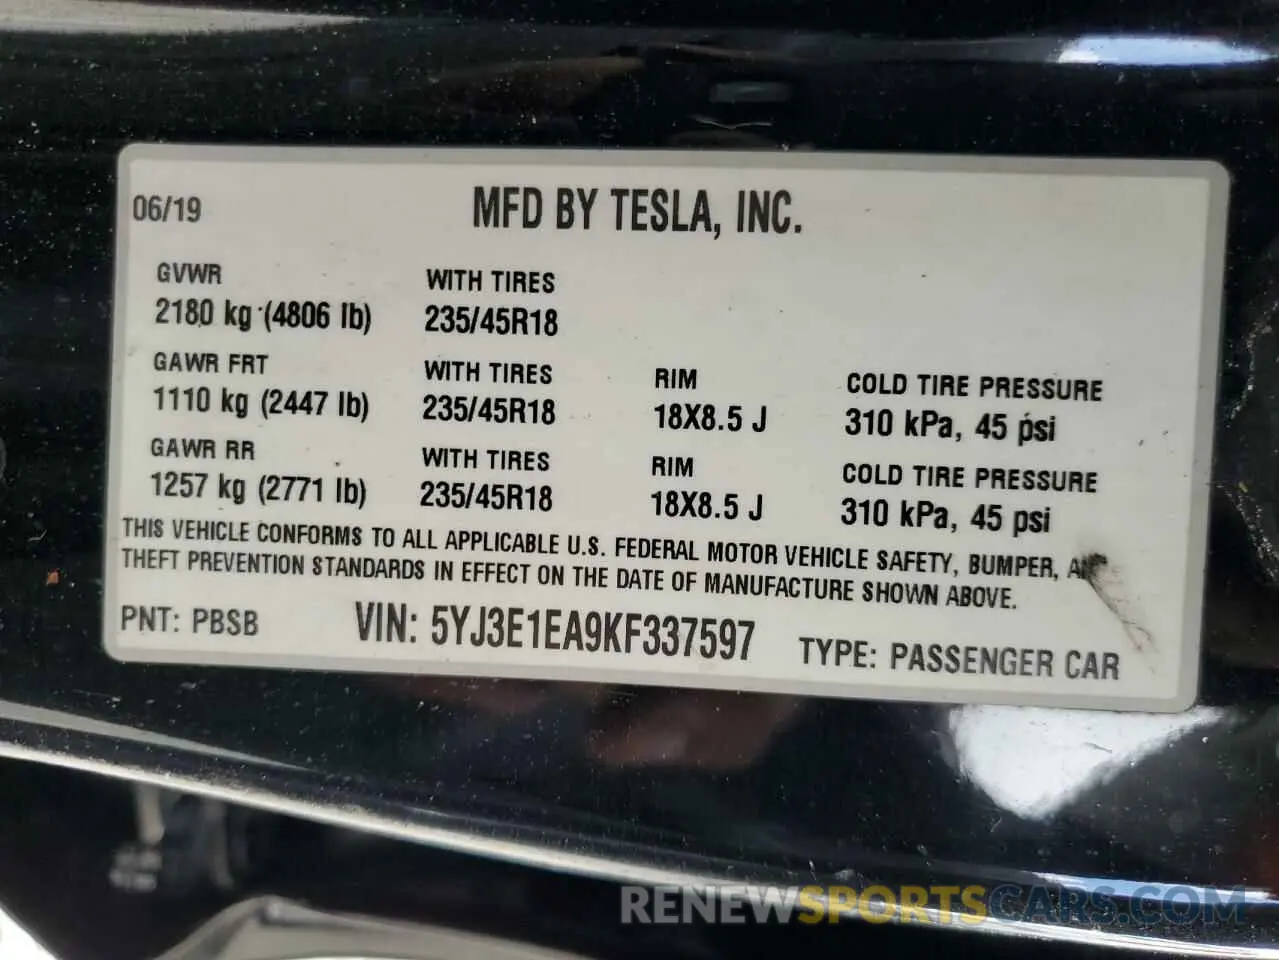 06/19
MFD BY TESLA, INC.
GVWR WITH TIRES
2180 kg (4806 lb) 235/45R18
GAWR FRT WITH TIRES RIM COLD TIRE PRESSURE
1110 kg (2447 lb) 235/45R18 18X8.5 J 310 kPa, 45 psi
GAWR RR WITH TIRES RIM COLD TIRE PRESSURE
1257 kg (2771 lb) 235/45R18 18X8.5 J 310 kPa, 45 psi
THIS VEHICLE CONFORMS TO ALL APPLICABLE U.S. FEDERAL MOTOR VEHICLE SAFETY, BUMPER, AND
THEFT PREVENTION STANDARDS IN EFFECT ON THE DATE OF MANUFACTURE SHOWN ABOVE.
PNT: PBSB VIN: 5YJ3E1EA9KF337597 TYPE: PASSENGER CAR
RENEWSPORTSCARS.COM